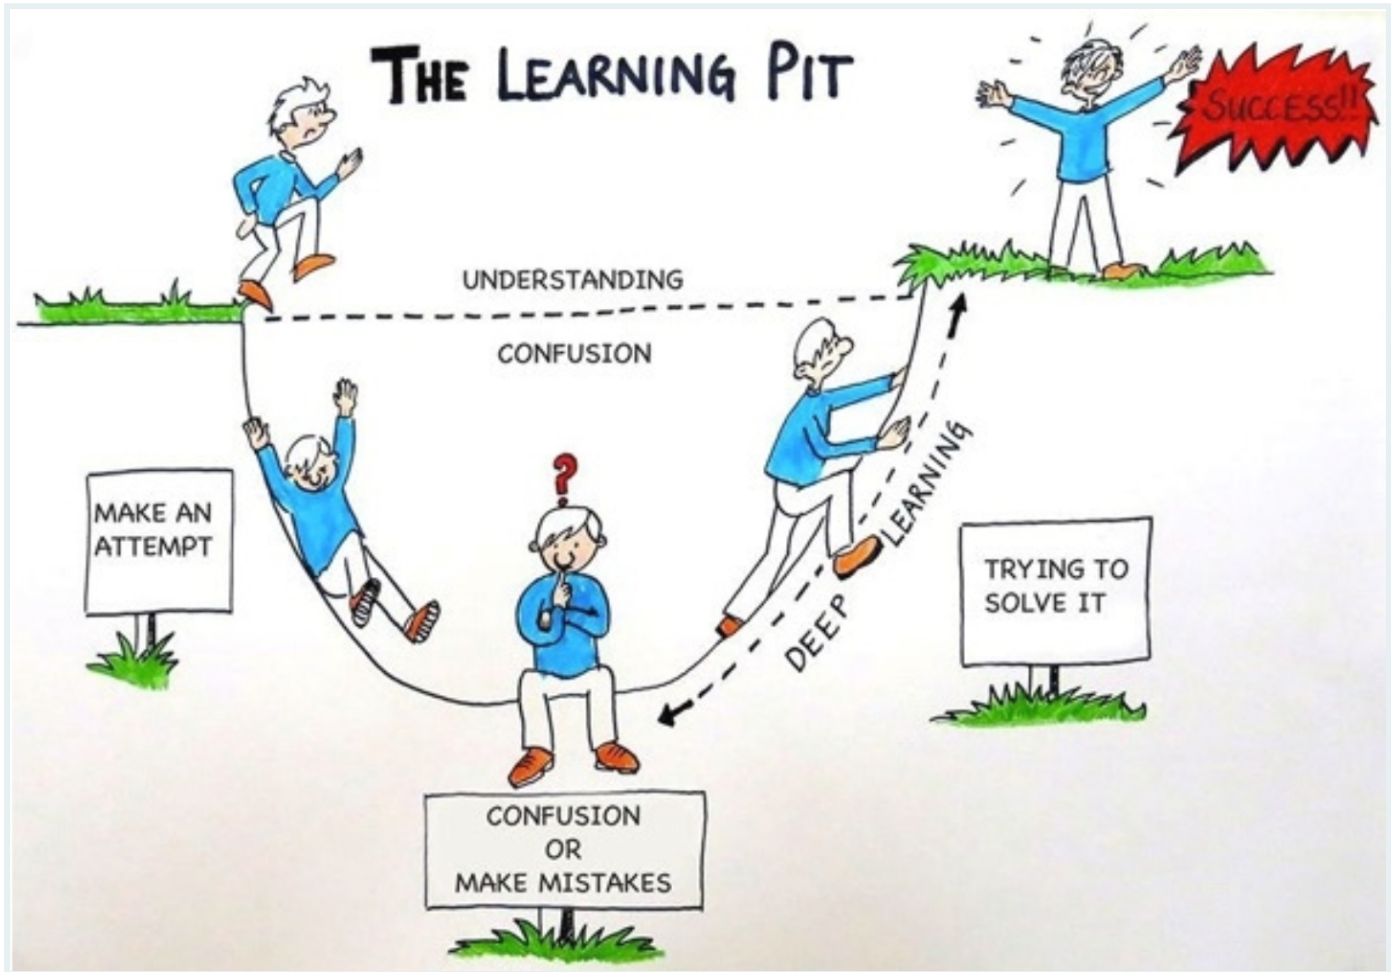 THE LEARNING PIT
SUCCESS!!
UNDERSTANDING
CONFUSION
MAKE AN
ATTEMPT
?
DEEP LEARNING
TRYING TO
SOLVE IT
CONFUSION
OR
MAKE MISTAKES